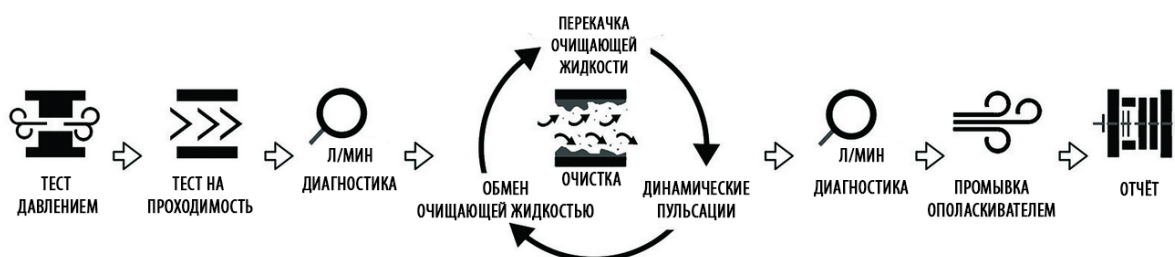 ТЕСТ
ДАВЛЕНИЕМ
ТЕСТ НА
ПРОХОДИМОСТЬ
Л/МИН
ДИАГНОСТИКА
ПЕРЕКАЧКА
ОЧИЩАЮЩЕЙ
ЖИДКОСТИ
ОЧИСТКА
ОБМЕН
ОЧИЩАЮЩЕЙ ЖИДКОСТЬЮ
ДИНАМИЧЕСКИЕ
ПУЛЬСАЦИИ
Л/МИН
ДИАГНОСТИКА
ПРОМЫВКА
ОПОЛАСКИВАТЕЛЕМ
ОТЧЁТ